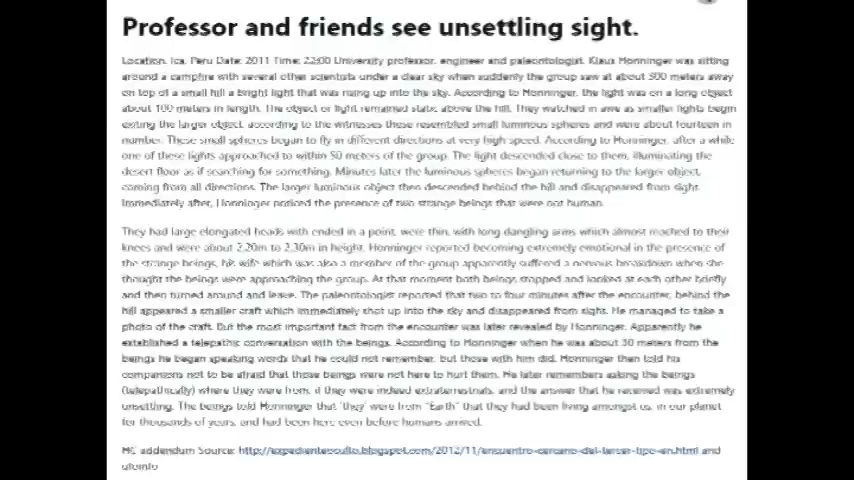 Professor and friends see unsettling sight.
Location. Ica, Peru Date: 2011 Time: 22:00 University professor, engineer and paleontologist, Klaus Honninger was sitting
around a campfire with several other scientists under a clear sky when suddenly the group saw at about 300 meters away
on top of a small hill a bright light that was rising up into the sky. According to Honninger, the light was on a long object
about 100 meters in length. The object or light remained static above the hill. They watched in awe as smaller lights begin
exiting the larger object, according to the witnesses these resembled small luminous spheres and were about fourteen in
number. These small spheres began to fly in different directions at very high speed. According to Honninger, after a while
one of these lights approached to within 50 meters of the group. The light descended close to them, illuminating the
desert floor as if searching for something. Minutes later the luminous spheres began returning to the larger object,
coming from all directions. The larger luminous object then descended behind the hill and disappeared from sight.
Immediately after, Honninger noticed the presence of two strange beings that were not human.
They had large elongated heads with ended in a point, were thin, with long dangling arms which almost reached to their
knees and were about 2.20m to 2.30m in height. Honninger reported becoming extremely emotional in the presence of
the strange beings, his wife which was also a member of the group apparently suffered a nervous breakdown when she
thought the beings were approaching the group. At that moment both beings stopped and looked at each other briefly
and then turned around and leave. The paleontologist reported that two to four minutes after the encounter, behind the
hill appeared a smaller craft which immediately shot up into the sky and disappeared from sight. He managed to take a
photo of the craft. But the most important fact from the encounter was later revealed by Honninger. Apparently he
established a telepathic conversation with the beings. According to Honninger when he was about 30 meters from the
beings he began speaking words that he could not remember, but those with him did. Honninger then told his
companions not to be afraid that those beings were not here to hurt them. He later remembers asking the beings
(telepathically) where they were from, if they were indeed extraterrestrials, and the answer that he received was extremely
unsettling. The beings told Honninger that 'they' were from "Earth" that they had been living amongst us, in our planet
for thousands of years, and had been here even before humans arrived.
HC addendum Source: http://expedienteoculto.blogspot.com/2012/11/encuentro-cercano-del-tercer-tipo-en.html and
ufoinfo